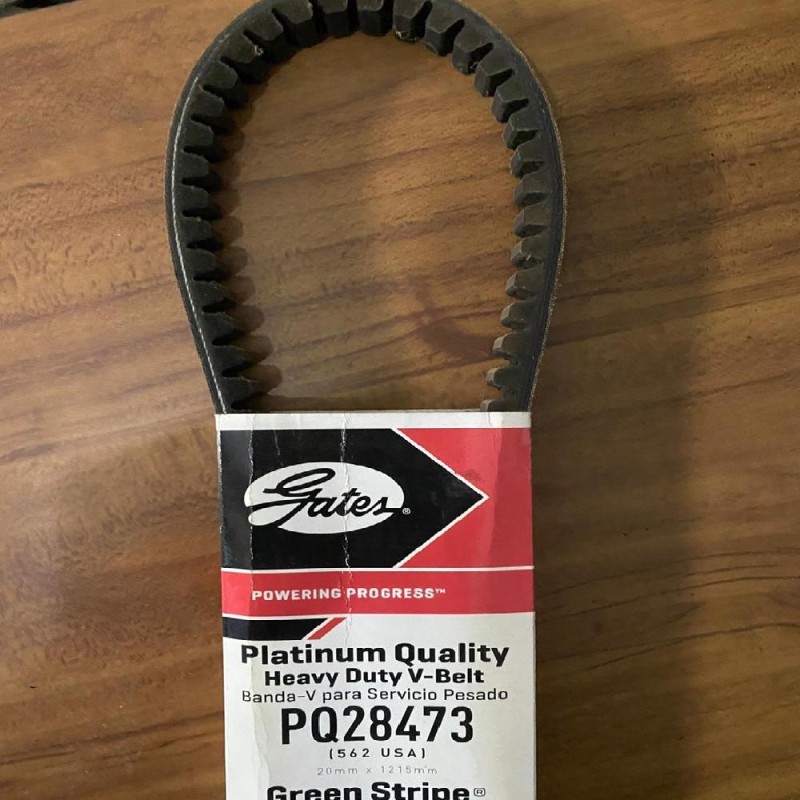 Gates®
POWERING PROGRESS™
Platinum Quality
Heavy Duty V-Belt
Banda-V para Servicio Pesado
PQ28473
(562 USA)
20mm x 1215mm
Green Stripe®